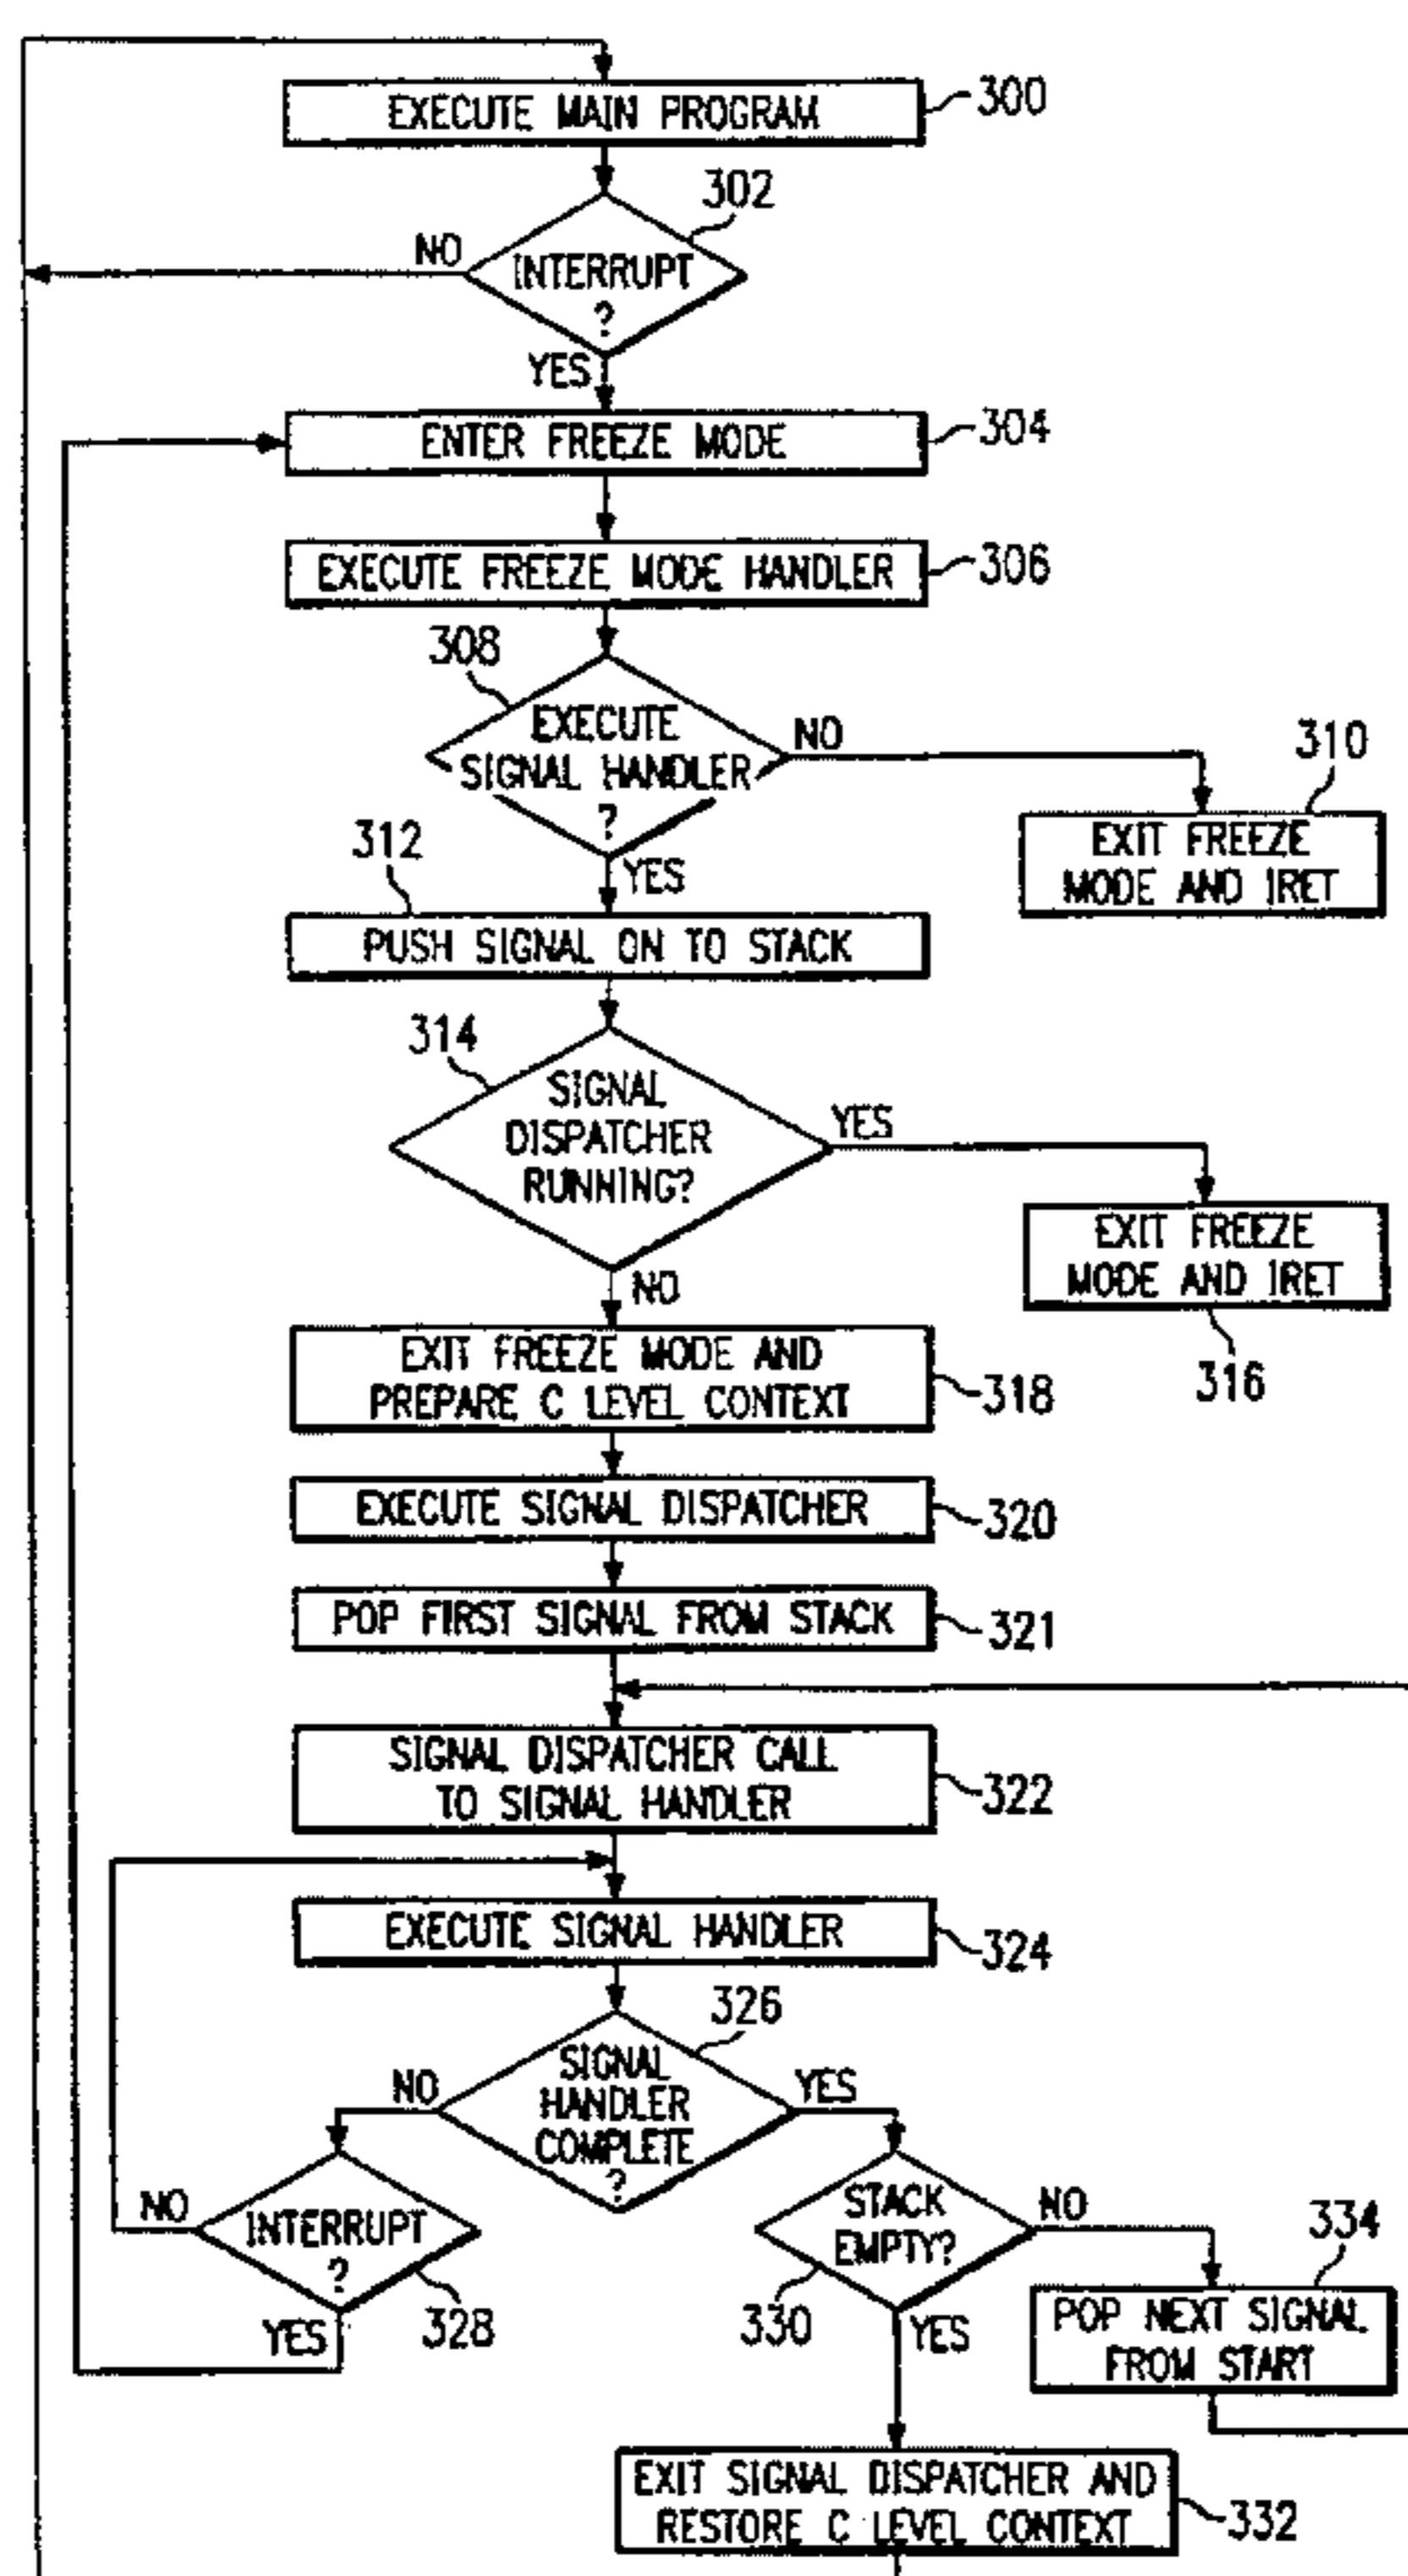 EXECUTE MAIN PROGRAM
300
302
NO
INTERRUPT
?
YES
ENTER FREEZE MODE
304
EXECUTE FREEZE MODE HANDLER
306
308
EXECUTE
SIGNAL HANDLER
?
NO
310
EXIT FREEZE
MODE AND IRET
YES
312
PUSH SIGNAL ON TO STACK
314
SIGNAL
DISPATCHER
RUNNING?
YES
EXIT FREEZE
MODE AND IRET
316
NO
EXIT FREEZE MODE AND
PREPARE C LEVEL CONTEXT
318
EXECUTE SIGNAL DISPATCHER
320
POP FIRST SIGNAL FROM STACK
321
SIGNAL DISPATCHER CALL
TO SIGNAL HANDLER
322
EXECUTE SIGNAL HANDLER
324
326
SIGNAL
HANDLER
COMPLETE
?
NO
YES
NO
INTERRUPT
?
328
YES
STACK
EMPTY?
330
NO
YES
334
POP NEXT SIGNAL
FROM START
EXIT SIGNAL DISPATCHER AND
RESTORE C LEVEL CONTEXT
332